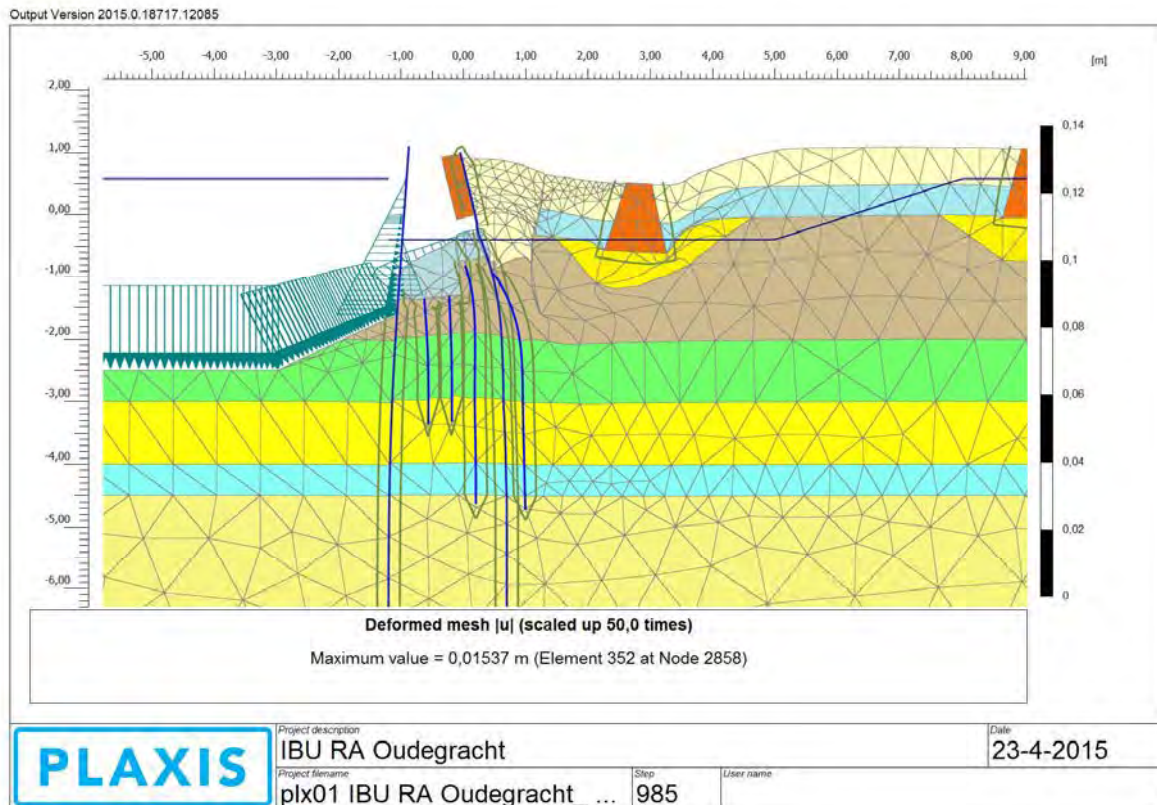 Output Version 2015.0.18717.12085
-5,00 -4,00 -3,00 -2,00 -1,00 0,00 1,00 2,00 3,00 4,00 5,00 6,00 7,00 8,00 9,00
[m]
2,00
1,00
0,00
-1,00
-2,00
-3,00
-4,00
-5,00
-6,00
0,14
0,12
0,1
0,08
0,06
0,04
0,02
0
Deformed mesh |u| (scaled up 50,0 times)
Maximum value = 0,01537 m (Element 352 at Node 2858)
PLAXIS
Project description
IBU RA Oudegracht
Date
23-4-2015
Project filename
plx01 IBU RA Oudegracht_ ...
Step
985
User name